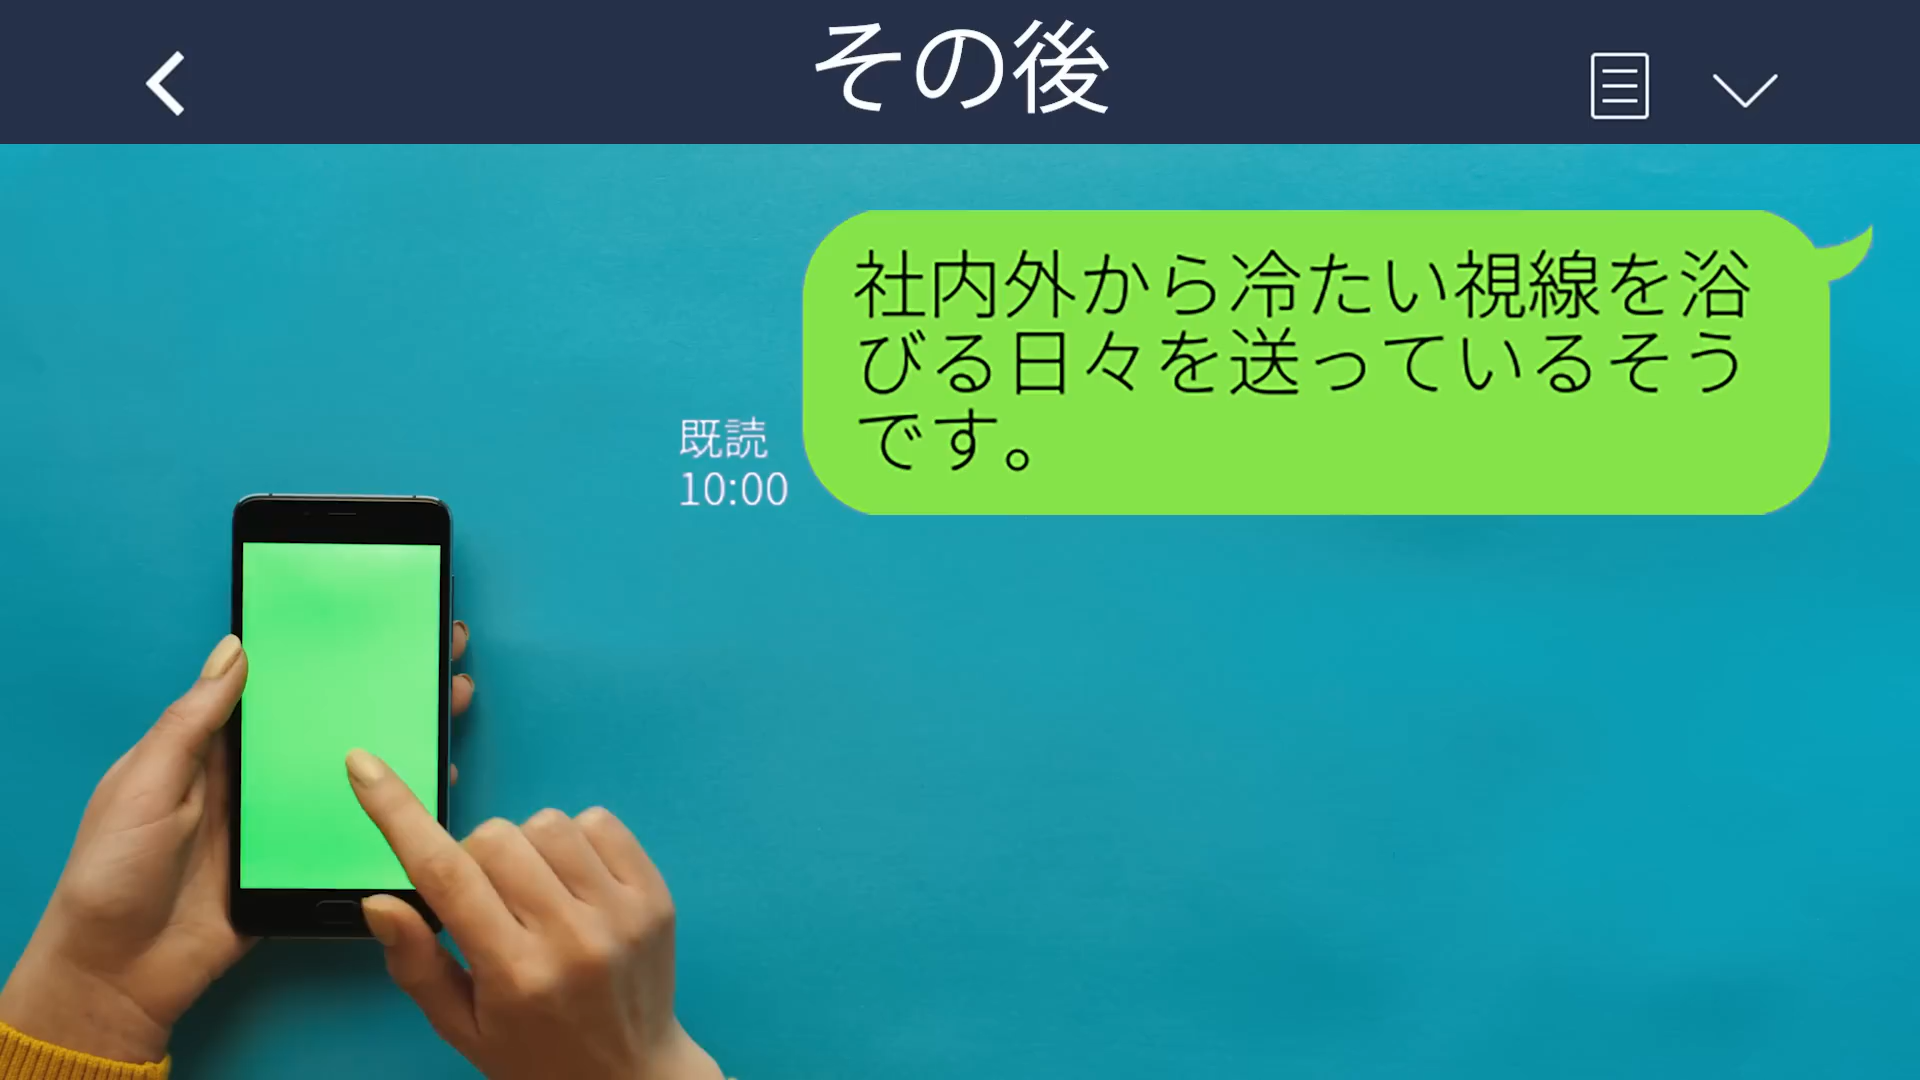 その後
社内外から冷たい視線を浴
びる日々を送っているそう
です。
既読
10:00